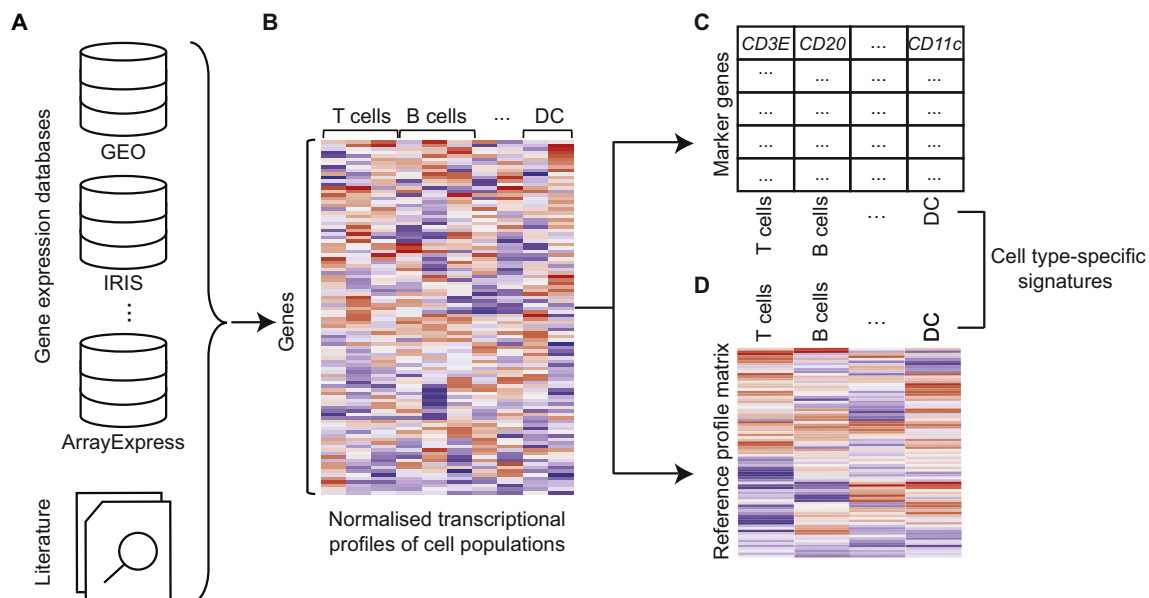 A
Gene expression databases
GEO
IRIS
...
ArrayExpress
Literature
B
T cells B cells ... DC
Genes
Normalised transcriptional
profiles of cell populations
C
Marker genes
CD3E CD20 ... CD11c
... ... ... ...
... ... ... ...
... ... ... ...
... ... ... ...
T cells B cells ... DC
Cell type-specific
signatures
D
T cells B cells ... DC
Reference profile matrix